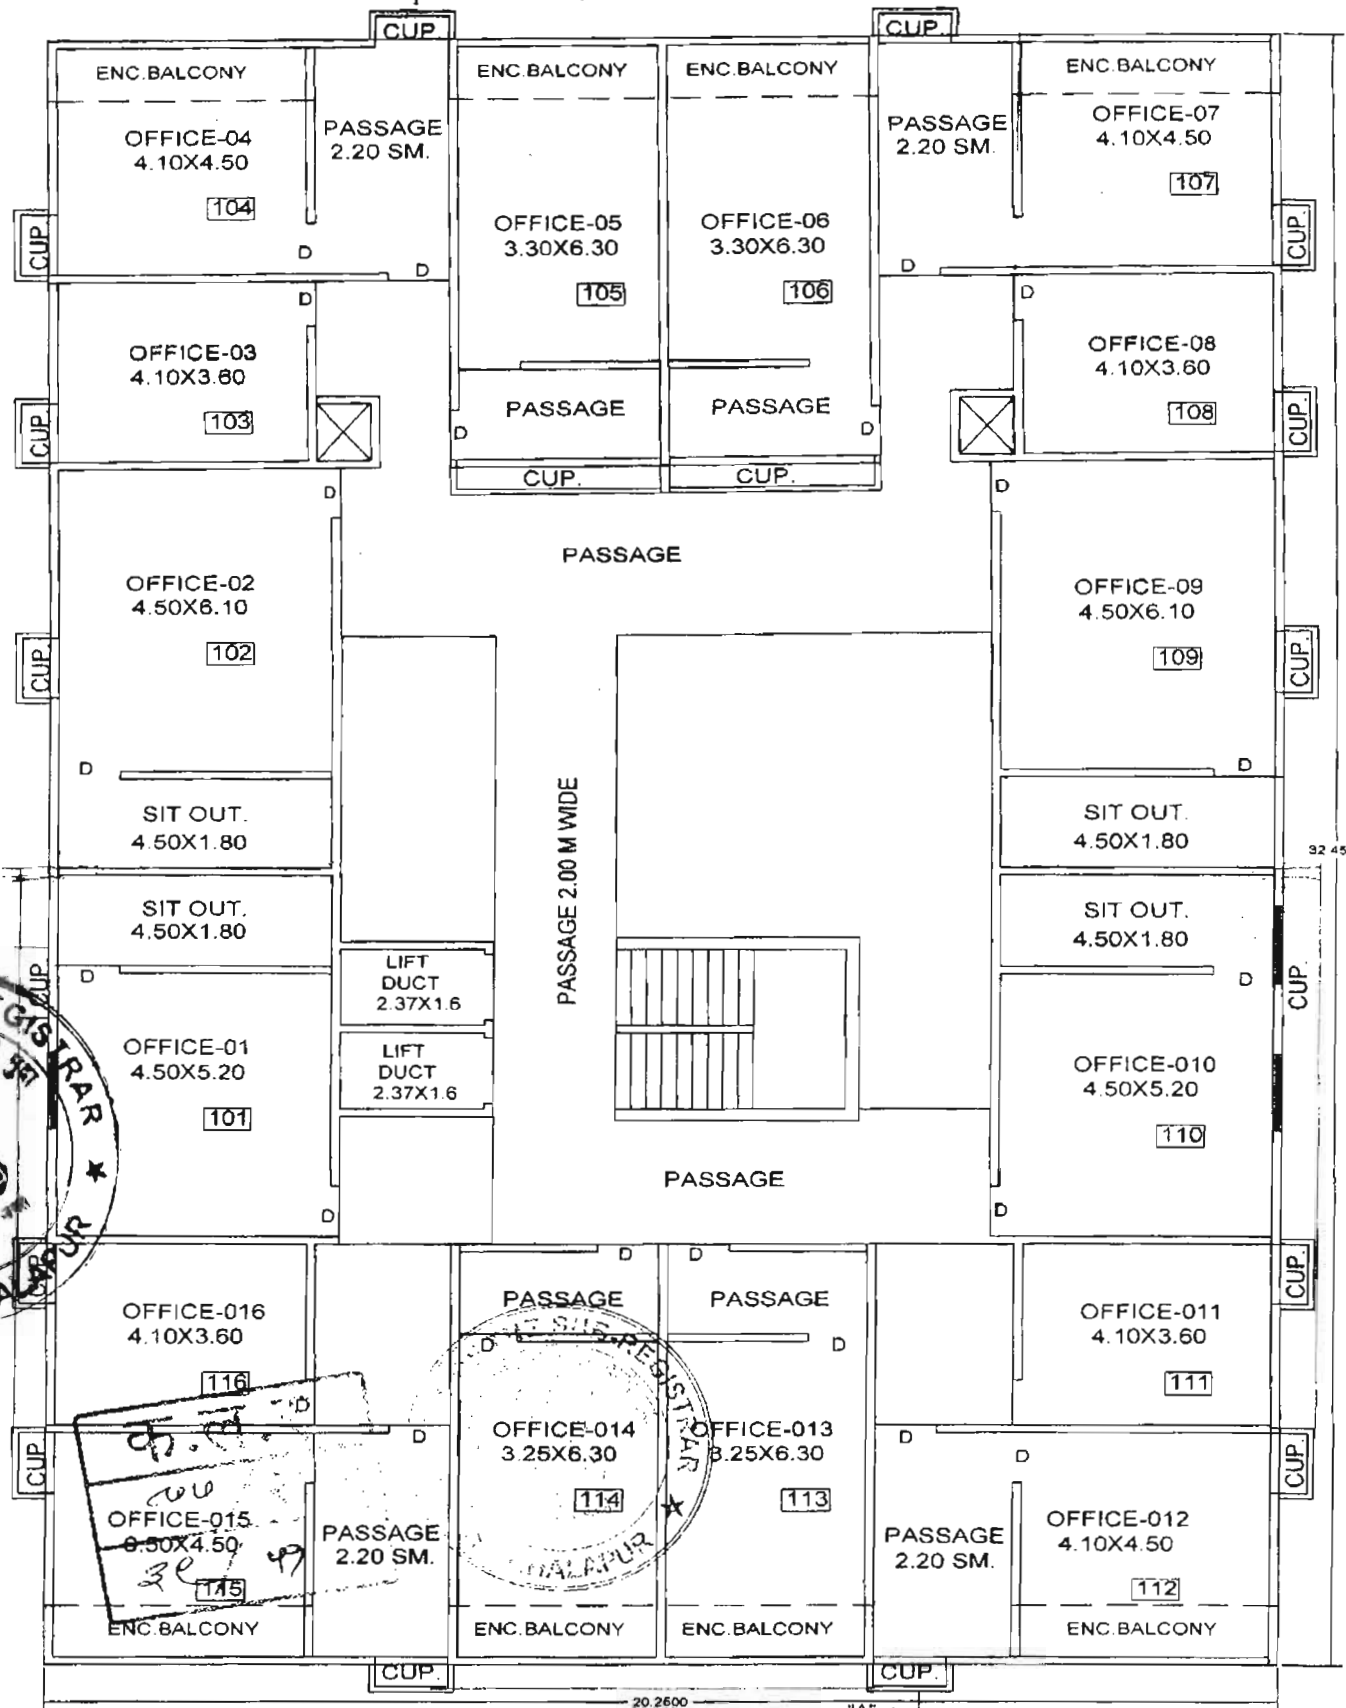 CUP.
CUP.
ENC.BALCONY
ENC.BALCONY
ENC.BALCONY
ENC.BALCONY
OFFICE-04
4.10X4.50
104
PASSAGE
2.20 SM.
OFFICE-05
3.30X6.30
105
OFFICE-06
3.30X6.30
106
PASSAGE
2.20 SM.
OFFICE-07
4.10X4.50
107
CUP.
D
D
D
CUP.
OFFICE-03
4.10X3.60
103
D
D
OFFICE-08
4.10X3.60
108
CUP.
PASSAGE
D
PASSAGE
D
CUP.
CUP.
CUP.
D
D
PASSAGE
OFFICE-02
4.50X6.10
102
D
CUP.
OFFICE-09
4.50X6.10
109
D
CUP.
SIT OUT.
4.50X1.80
SIT OUT.
4.50X1.80
PASSAGE 2.00 M WIDE
SIT OUT.
4.50X1.80
SIT OUT.
4.50X1.80
32.45
CUP
D
D
CUP.
LIFT
DUCT
2.37X1.6
LIFT
DUCT
2.37X1.6
OFFICE-01
4.50X5.20
101
D
OFFICE-010
4.50X5.20
110
D
PASSAGE
D
D
PASSAGE
PASSAGE
D
D
OFFICE-016
4.10X3.60
116
D
D
CUP.
OFFICE-011
4.10X3.60
111
CUP.
OFFICE-014
3.25X6.30
114
OFFICE-013
3.25X6.30
113
D
D
CUP.
CUP.
OFFICE-015
4.50
115
PASSAGE
2.20 SM.
PASSAGE
2.20 SM.
OFFICE-012
4.10X4.50
112
ENC.BALCONY
ENC.BALCONY
ENC.BALCONY
ENC.BALCONY
CUP.
CUP.
20.2600
SUB-REGISTRAR
★